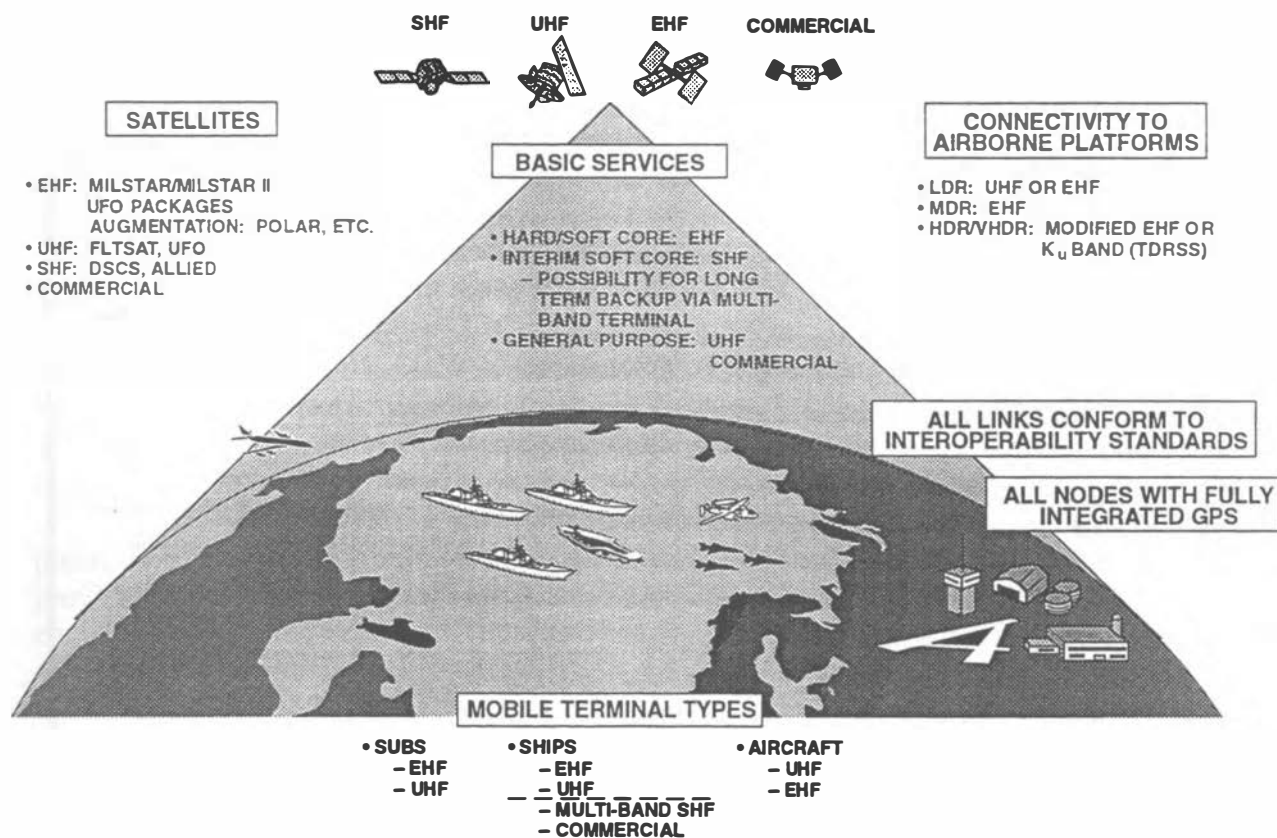 SHF UHF EHF COMMERCIAL
SATELLITES
• EHF: MILSTAR/MILSTAR II
UFO PACKAGES
AUGMENTATION: POLAR, ETC.
• UHF: FLTSAT, UFO
• SHF: DSCS, ALLIED
• COMMERCIAL
BASIC SERVICES
• HARD/SOFT CORE: EHF
• INTERIM SOFT CORE: SHF
– POSSIBILITY FOR LONG
TERM BACKUP VIA MULTI-
BAND TERMINAL
• GENERAL PURPOSE: UHF
COMMERCIAL
CONNECTIVITY TO
AIRBORNE PLATFORMS
• LDR: UHF OR EHF
• MDR: EHF
• HDR/VHDR: MODIFIED EHF OR
Ku BAND (TDRSS)
ALL LINKS CONFORM TO
INTEROPERABILITY STANDARDS
ALL NODES WITH FULLY
INTEGRATED GPS
MOBILE TERMINAL TYPES
• SUBS
– EHF
– UHF
• SHIPS
– EHF
– UHF
– MULTI-BAND SHF
– COMMERCIAL
• AIRCRAFT
– UHF
– EHF